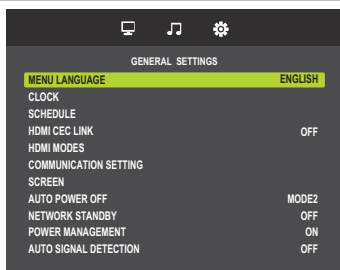 GENERAL SETTINGS
MENU LANGUAGE ENGLISH
CLOCK
SCHEDULE
HDMI CEC LINK OFF
HDMI MODES
COMMUNICATION SETTING
SCREEN
AUTO POWER OFF MODE2
NETWORK STANDBY OFF
POWER MANAGEMENT ON
AUTO SIGNAL DETECTION OFF